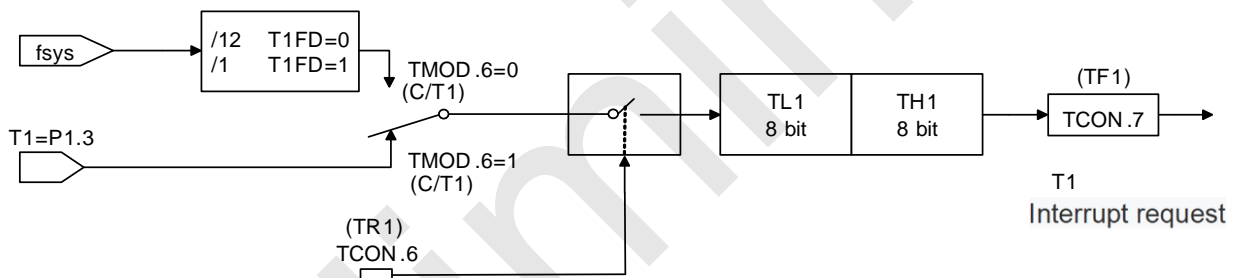 fsys
/12 T1FD=0
/1 T1FD=1
TMOD.6=0
(C/T1)
T1=P1.3
TMOD.6=1
(C/T1)
(TR1)
TCON.6
TL1
8 bit
TH1
8 bit
(TF1)
TCON.7
T1
Interrupt request